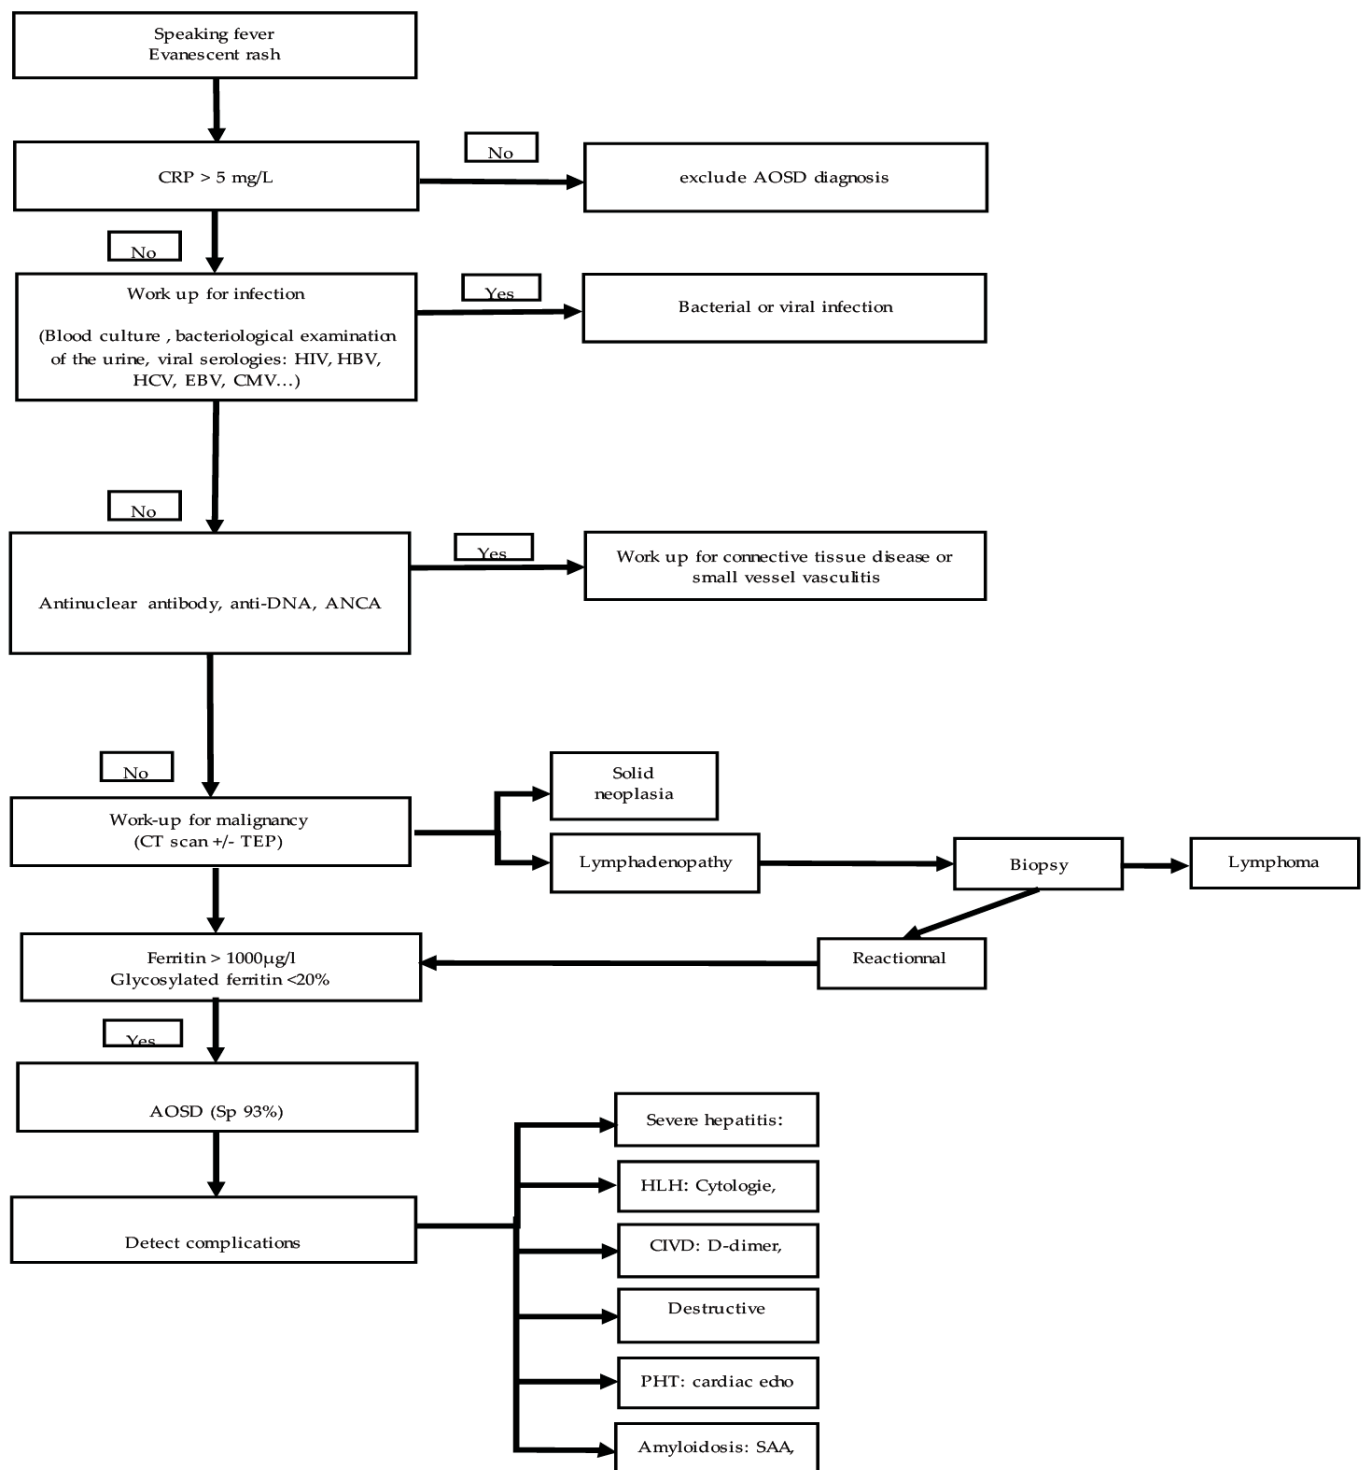 Speaking fever
Evanescent rash
CRP > 5 mg/L
No
exclude AOSD diagnosis
No
Work up for infection
(Blood culture , bacteriological examination
of the urine, viral serologies: HIV, HBV,
HCV, EBV, CMV…)
Yes
Bacterial or viral infection
No
Antinuclear antibody, anti-DNA, ANCA
Yes
Work up for connective tissue disease or
small vessel vasculitis
No
Work-up for malignancy
(CT scan +/- TEP)
Solid
neoplasia
Lymphadenopathy
Biopsy
Lymphoma
Reactionnal
Ferritin > 1000µg/l
Glycosylated ferritin <20%
Yes
AOSD (Sp 93%)
Detect complications
Severe hepatitis:
HLH: Cytologie,
CIVD: D-dimer,
Destructive
PHT: cardiac echo
Amyloidosis: SAA,